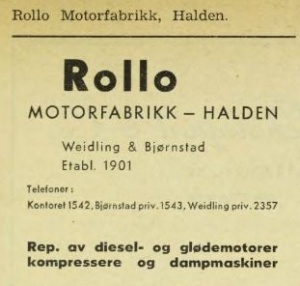 Rollo Motorfabrikk, Halden.
Rollo
MOTORFABRIKK – HALDEN
Weidling & Bjørnstad
Etabl. 1901
Telefoner:
Kontoret 1542, Bjørnstad priv. 1543, Weidling priv. 2357
Rep. av diesel- og glødemotorer
kompressere og dampmaskiner